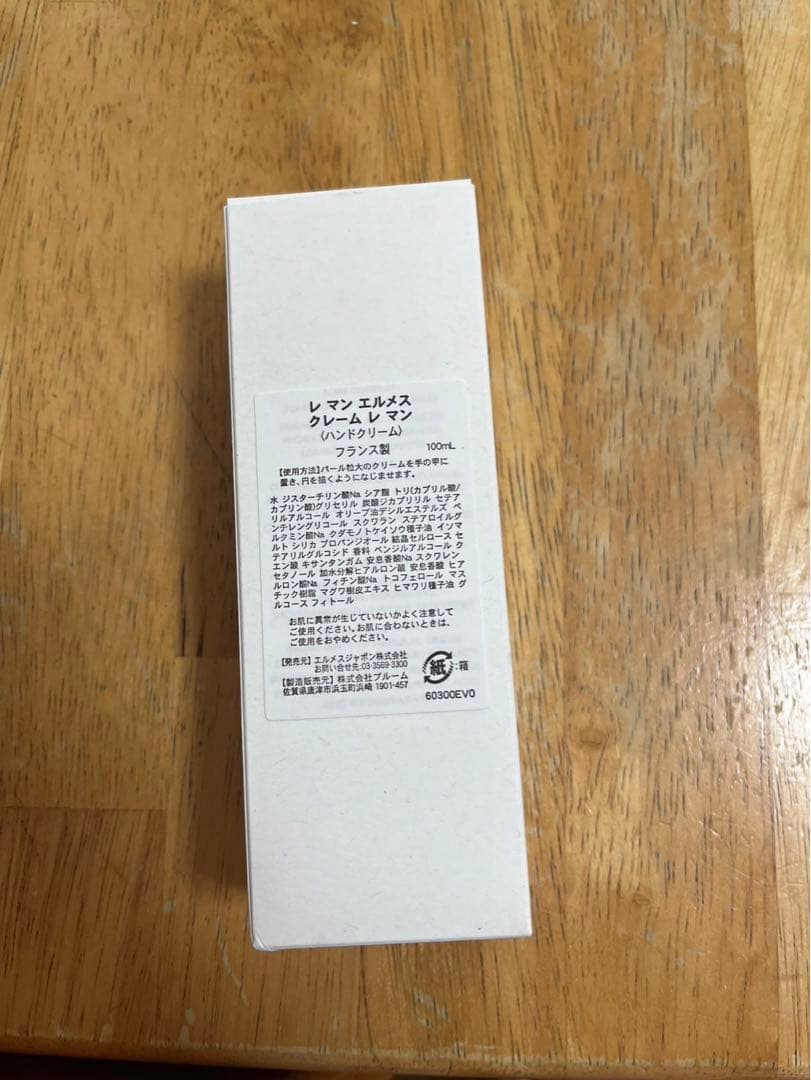 レ マン エルメス
クレーム レ マン
〈ハンドクリーム〉
フランス製 100mL
【使用方法】パール粒大のクリームを手の甲に
置き、円を描くようになじませます。
水 ジスターチリン酸Na シア脂 トリ(カプリル酸/
カプリン酸)グリセリル 炭酸ジカプリリル セテア
リルアルコール オリーブ油デシルエステルズ ペ
ンチレングリコール スクワラン ステアロイルグ
ルタミン酸Na クダモノトケイソウ種子油 イソマ
ルト シリカ プロパンジオール 結晶セルロース セ
テアリルグルコシド 香料 ベンジルアルコール ク
エン酸 キサンタンガム 安息香酸Na スクワレン
セタノール 加水分解ヒアルロン酸 安息香酸 ヒア
ルロン酸Na フィチン酸Na トコフェロール マス
チック樹脂 マグワ樹皮エキス ヒマワリ種子油 グ
ルコース フィトール
お肌に異常が生じていないかよく注意して
ご使用ください。お肌に合わないときは、
ご使用をおやめください。
【発売元】エルメスジャポン株式会社
お問い合せ先:03-3569-3300
【製造販売元】株式会社ブルーム
佐賀県唐津市浜玉町浜崎 1901-457
紙 :箱
60300EV0